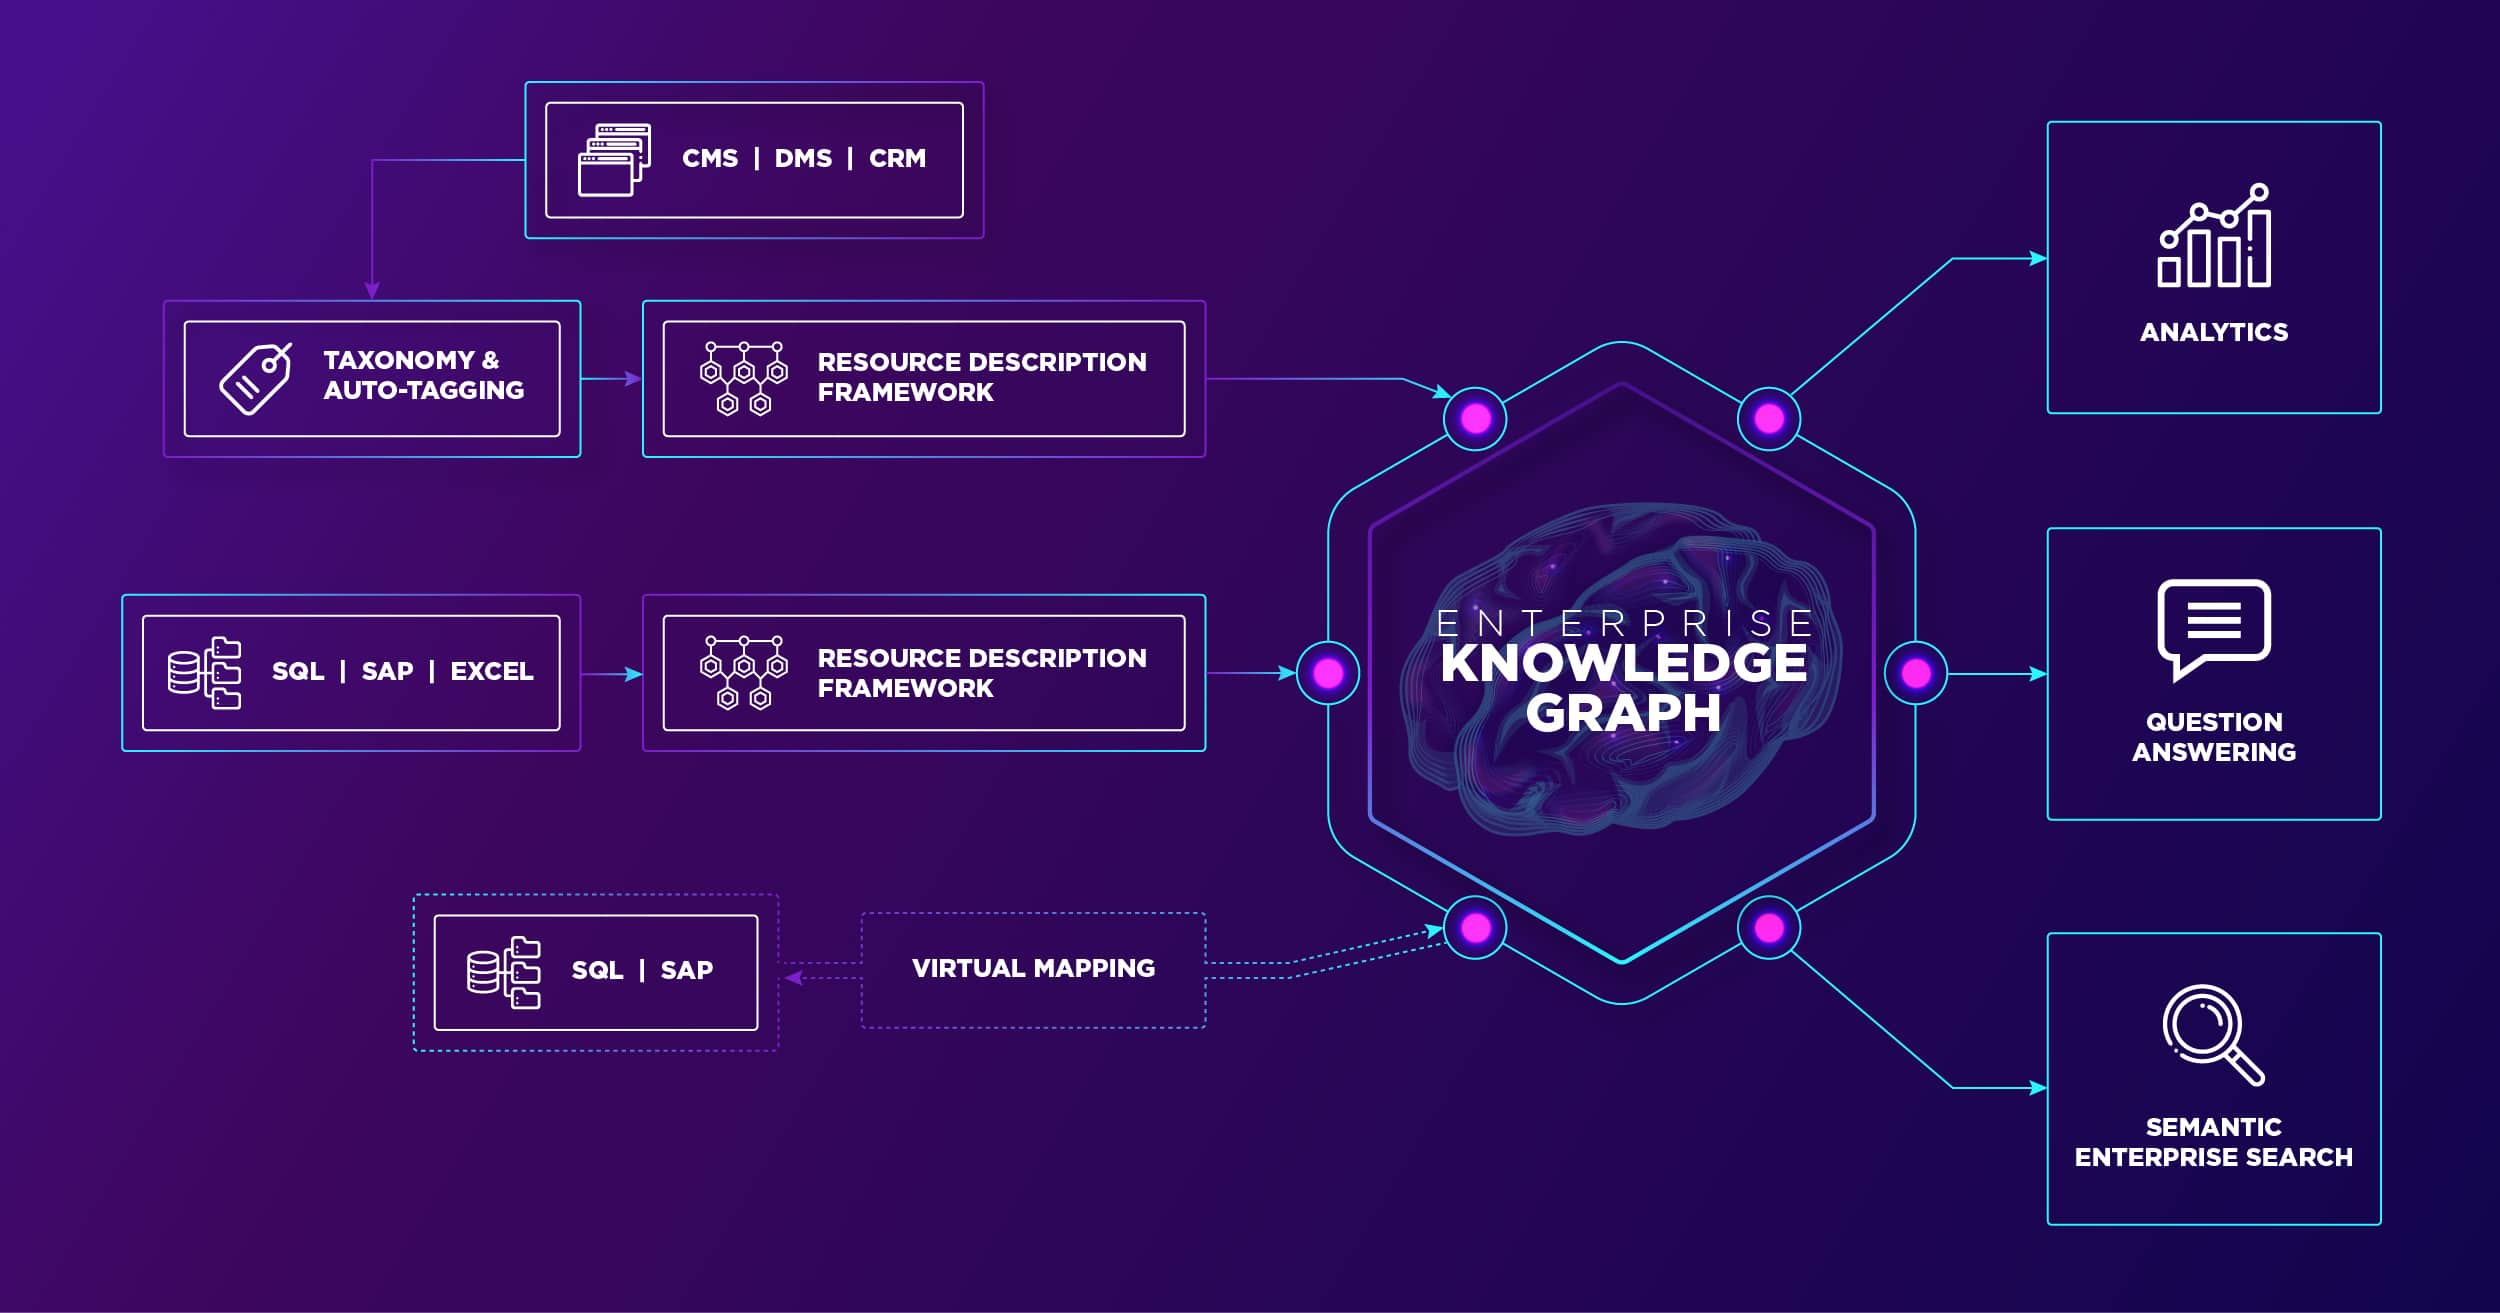 CMS | DMS | CRM
TAXONOMY &
AUTO-TAGGING
RESOURCE DESCRIPTION
FRAMEWORK
SQL | SAP | EXCEL
RESOURCE DESCRIPTION
FRAMEWORK
SQL | SAP
VIRTUAL MAPPING
ENTERPRISE
KNOWLEDGE
GRAPH
ANALYTICS
QUESTION
ANSWERING
SEMANTIC
ENTERPRISE SEARCH